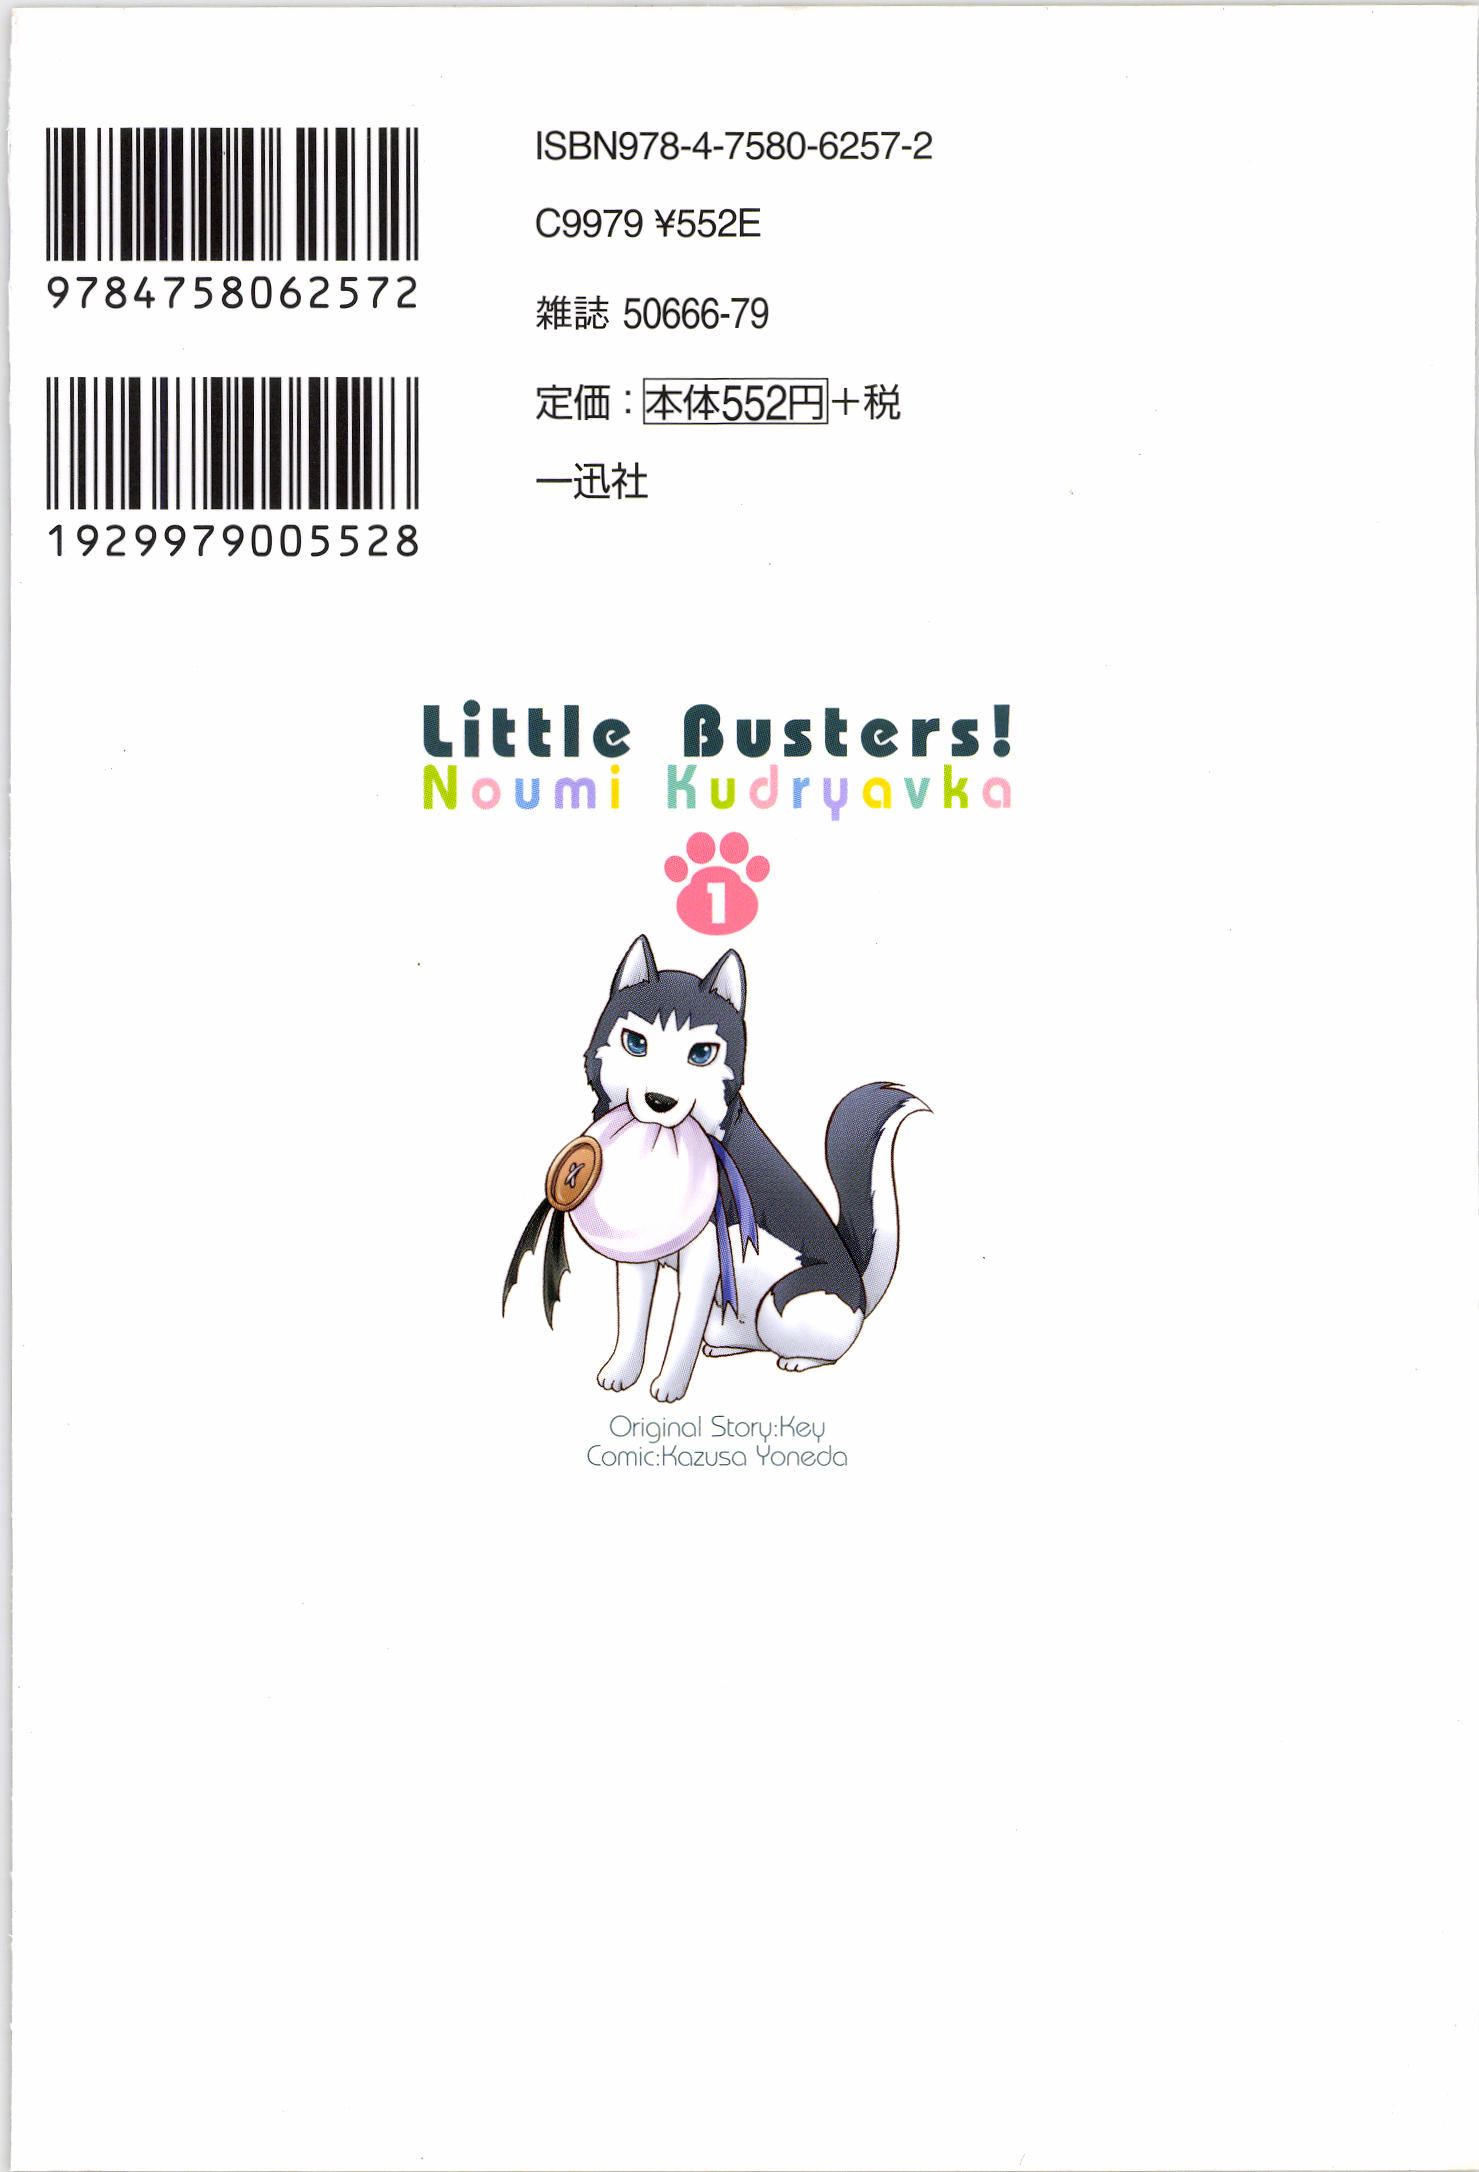 ISBN978-4-7580-6257-2
C9979 ¥552E
雑誌 50666-79
定価：本体552円+税
一迅社
9784758062572
1929979005528
Little Busters!
Noumi Kudryavka
1
Original Story:Key
Comic:Kazusa Yoneda